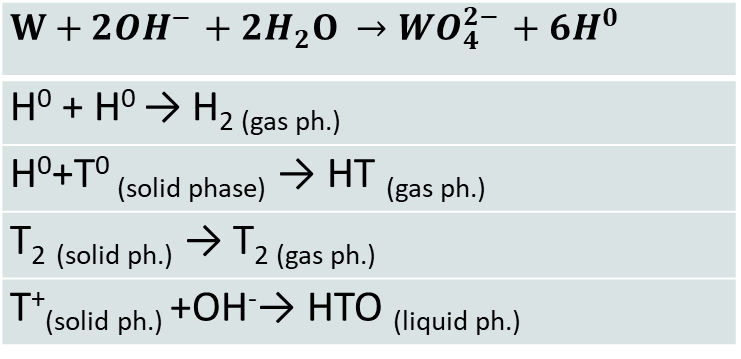 W + 2OH⁻ + 2H₂O → WO₄²⁻ + 6H⁰
H⁰ + H⁰ → H₂ (gas ph.)
H⁰+T⁰ (solid phase) → HT (gas ph.)
T₂ (solid ph.) → T₂ (gas ph.)
T⁺(solid ph.) +OH⁻→ HTO (liquid ph.)